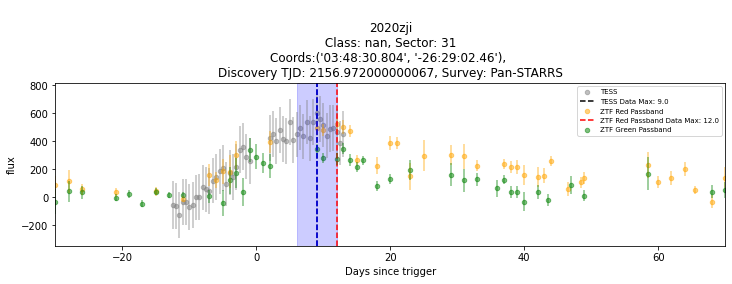 2020zji
Class: nan, Sector: 31
Coords:('03:48:30.804', '-26:29:02.46'),
Discovery TJD: 2156.972000000067, Survey: Pan-STARRS
800
600
400
200
0
−200
flux
TESS
TESS Data Max: 9.0
ZTF Red Passband
ZTF Red Passband Data Max: 12.0
ZTF Green Passband
−20
0
20
40
60
Days since trigger